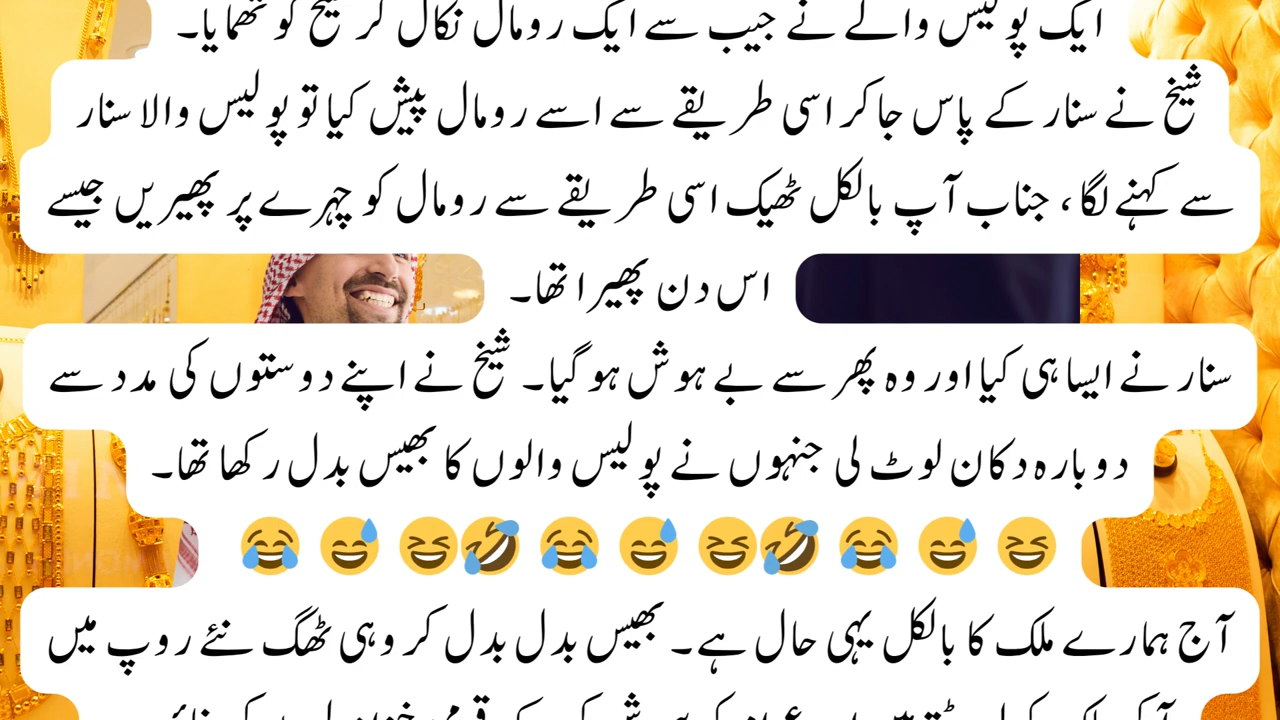 ایک پولیس والے نے جیب سے ایک رومال نکال کر شیخ کو تھمایا۔
شیخ نے سنار کے پاس جا کر اسی طریقے سے اسے رومال پیش کیا تو پولیس والا سنار
سے کہنے لگا، جناب آپ بالکل ٹھیک اسی طریقے سے رومال کو چہرے پر پھیریں جیسے
اس دن پھیرا تھا۔
سنار نے ایسا ہی کیا اور وہ پھر سے بے ہوش ہو گیا۔ شیخ نے اپنے دوستوں کی مدد سے
دوبارہ دکان لوٹ لی جنہوں نے پولیس والوں کا بھیس بدل رکھا تھا۔
😂 😅 😆🤣 😂 😅 😆🤣 😂 😅 😆
آج ہمارے ملک کا بالکل یہی حال ہے۔ بھیس بدل بدل کر وہی ٹھگ نئے روپ میں